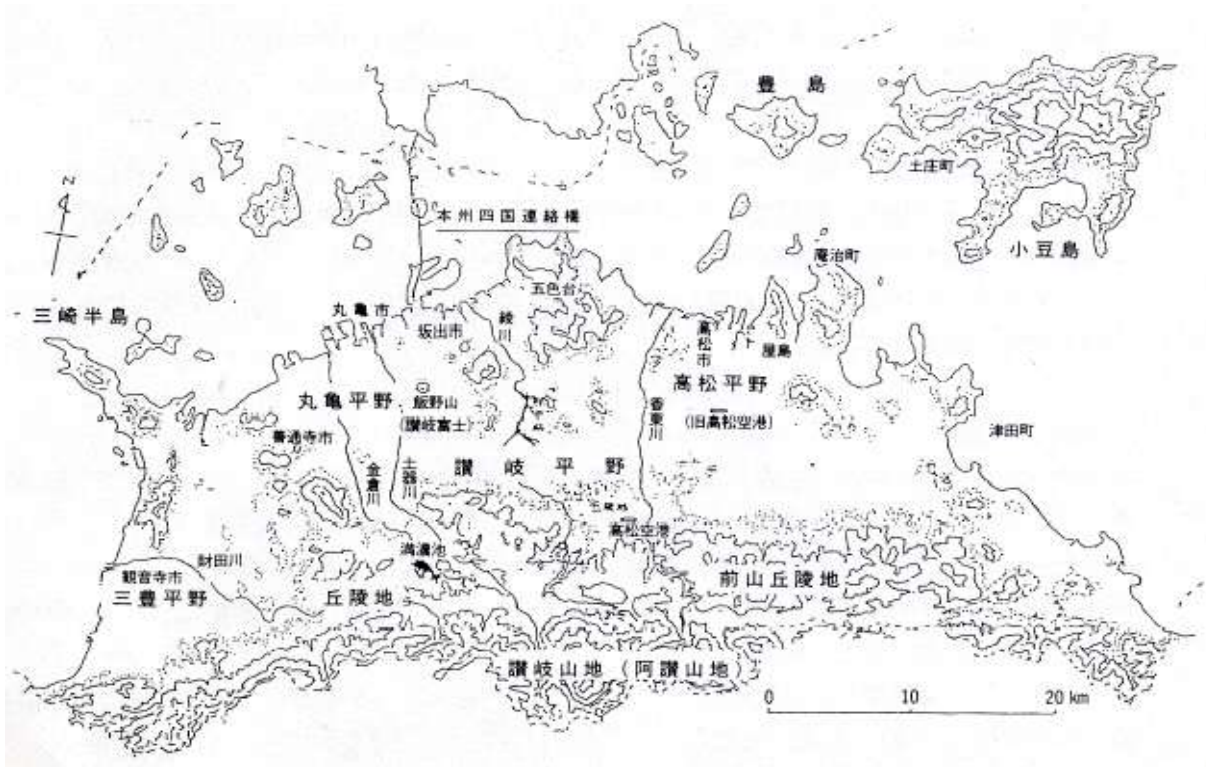 豊島
土庄町
N
本州四国連絡橋
小豆島
庵治町
五色台
三崎半島
丸亀市
坂出市
綾川
高松市
屋島
高松平野
丸亀平野
飯野山
(讃岐富士)
香東川
(旧高松空港)
津田町
善通寺市
金倉川
土器川
讃岐平野
高松空港
満濃池
財田川
観音寺市
三豊平野
丘陵地
前山丘陵地
讃岐山地(阿讃山地)
0 10 20 km